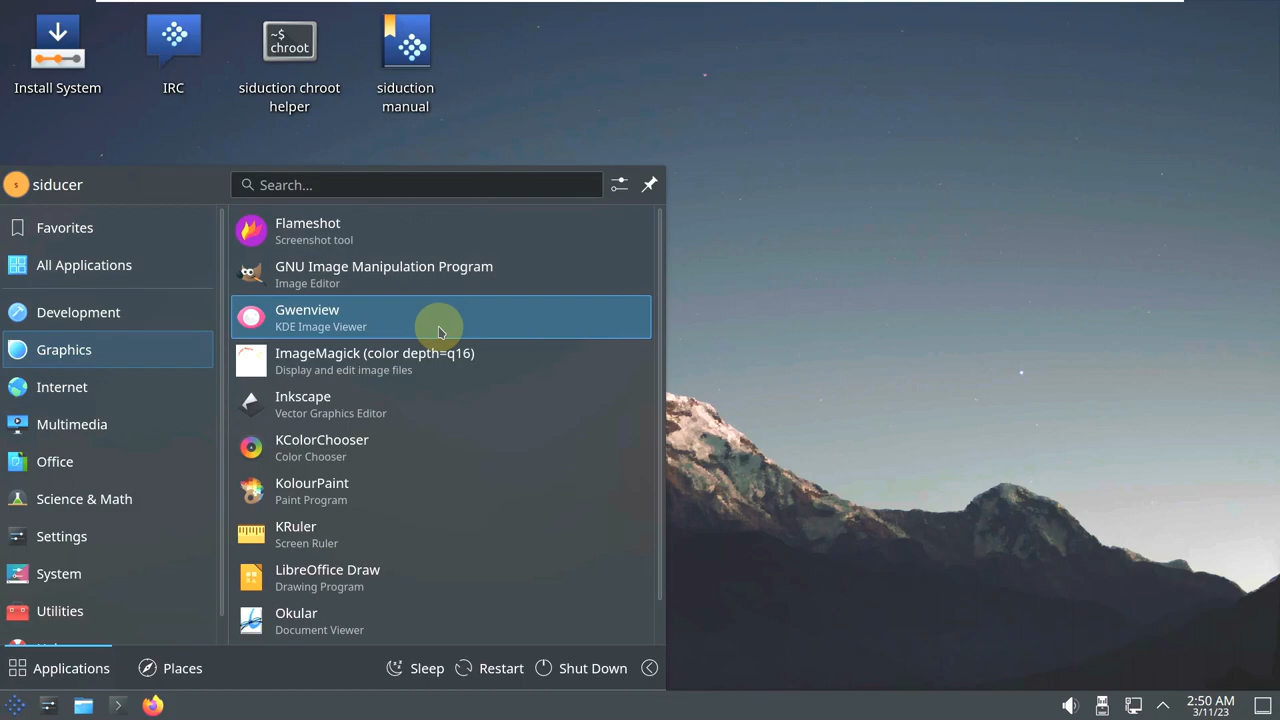 Install System
IRC
~$
chroot
siduction chroot
helper
siduction
manual
s
siducer
Search...
Favorites
All Applications
Development
Graphics
Internet
Multimedia
Office
Science & Math
Settings
System
Utilities
Flameshot
Screenshot tool
GNU Image Manipulation Program
Image Editor
Gwenview
KDE Image Viewer
ImageMagick (color depth=q16)
Display and edit image files
Inkscape
Vector Graphics Editor
KColorChooser
Color Chooser
KolourPaint
Paint Program
KRuler
Screen Ruler
LibreOffice Draw
Drawing Program
Okular
Document Viewer
Applications
Places
Sleep
Restart
Shut Down
2:50 AM
3/11/23